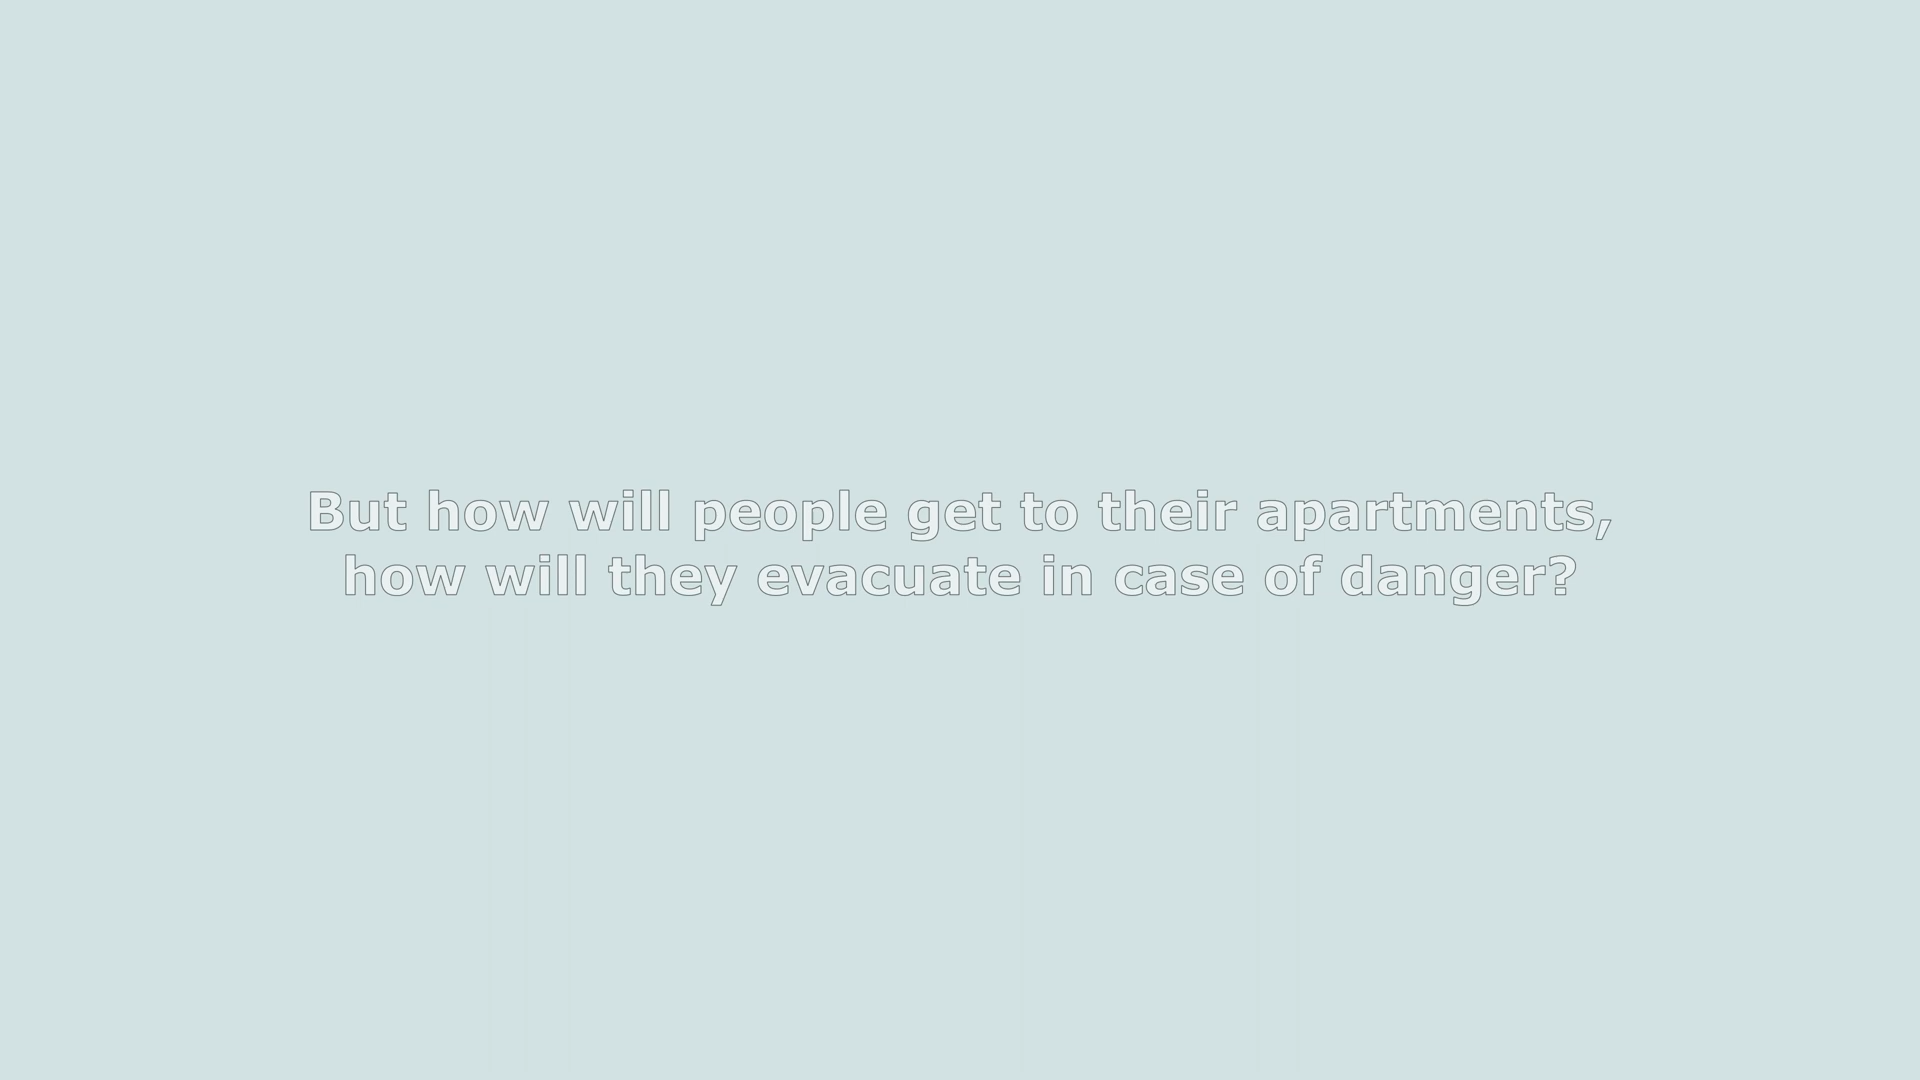 But how will people get to their apartments,
how will they evacuate in case of danger?